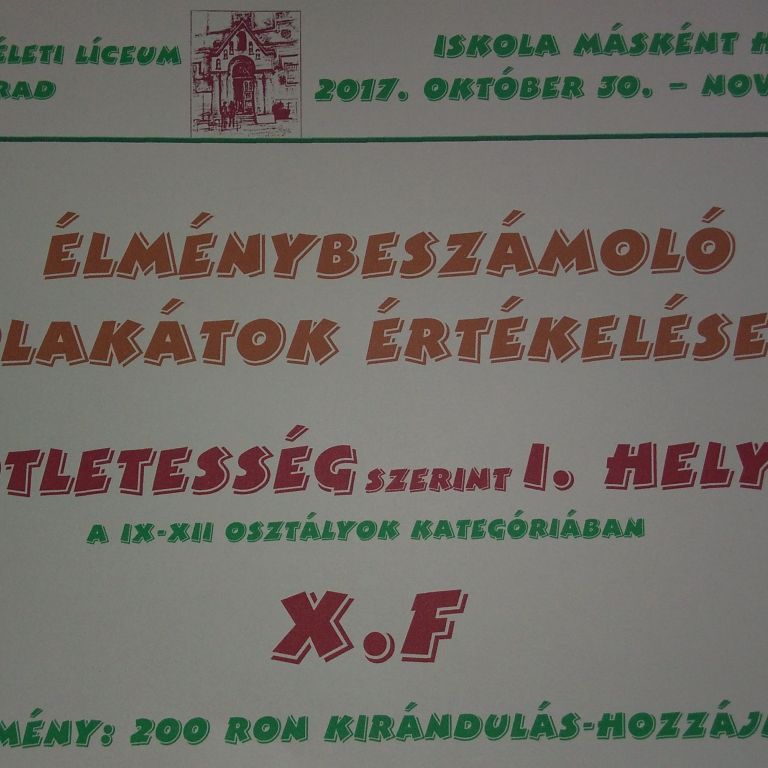 ÉLETI LÍCEUM
RAD
ISKOLA MÁSKÉNT H
2017. OKTÓBER 30. – NOV
ÉLMÉNYBESZÁMOLÓ
PLAKÁTOK ÉRTÉKELÉSE
ÖTLETESSÉG SZERINT I. HELY
A IX-XII OSZTÁLYOK KATEGÓRIÁBAN
X.F
MÉNY: 200 RON KIRÁNDULÁS-HOZZÁJ